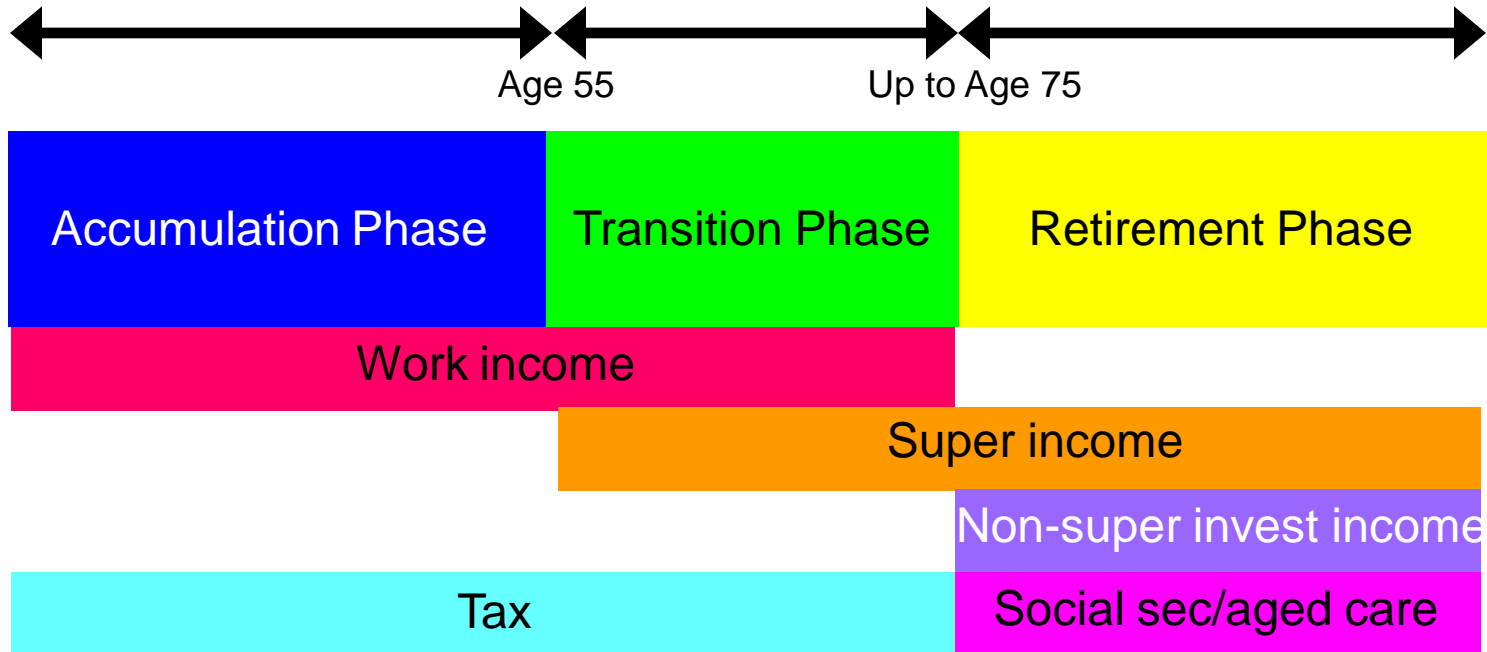 Age 55
Up to Age 75
Accumulation Phase
Transition Phase
Retirement Phase
Work income
Super income
Non-super invest income
Tax
Social sec/aged care